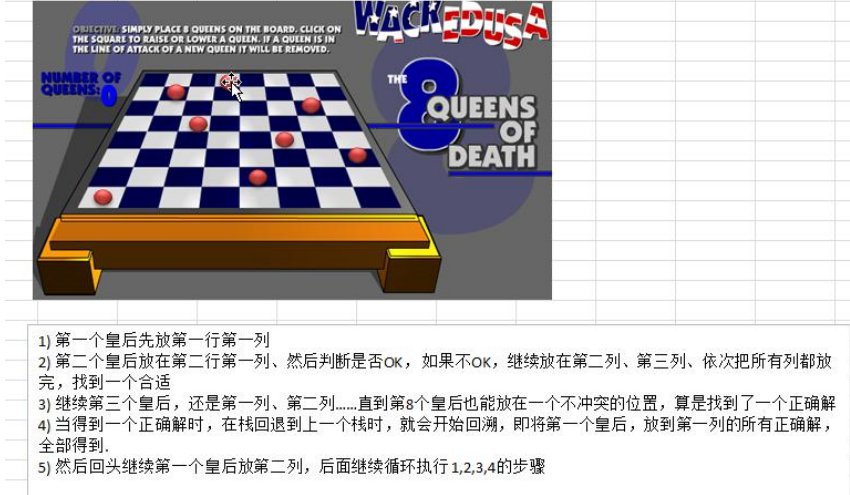 WACKEDUSA
OBJECTIVE: SIMPLY PLACE 8 QUEENS ON THE BOARD. CLICK ON
THE SQUARE TO RAISE OR LOWER A QUEEN. IF A QUEEN IS IN
THE LINE OF ATTACK OF A NEW QUEEN IT WILL BE REMOVED.
NUMBER OF
QUEENS: 0
THE 8
QUEENS
OF
DEATH
1) 第一个皇后先放第一行第一列
2) 第二个皇后放在第二行第一列、然后判断是否OK，如果不OK，继续放在第二列、第三列、依次把所有列都放
完，找到一个合适
3) 继续第三个皇后，还是第一列、第二列……直到第8个皇后也能放在一个不冲突的位置，算是找到了一个正确解
4) 当得到一个正确解时，在栈回退到上一个栈时，就会开始回溯，即将第一个皇后，放到第一列的所有正确解，
全部得到.
5) 然后回头继续第一个皇后放第二列，后面继续循环执行 1,2,3,4的步骤